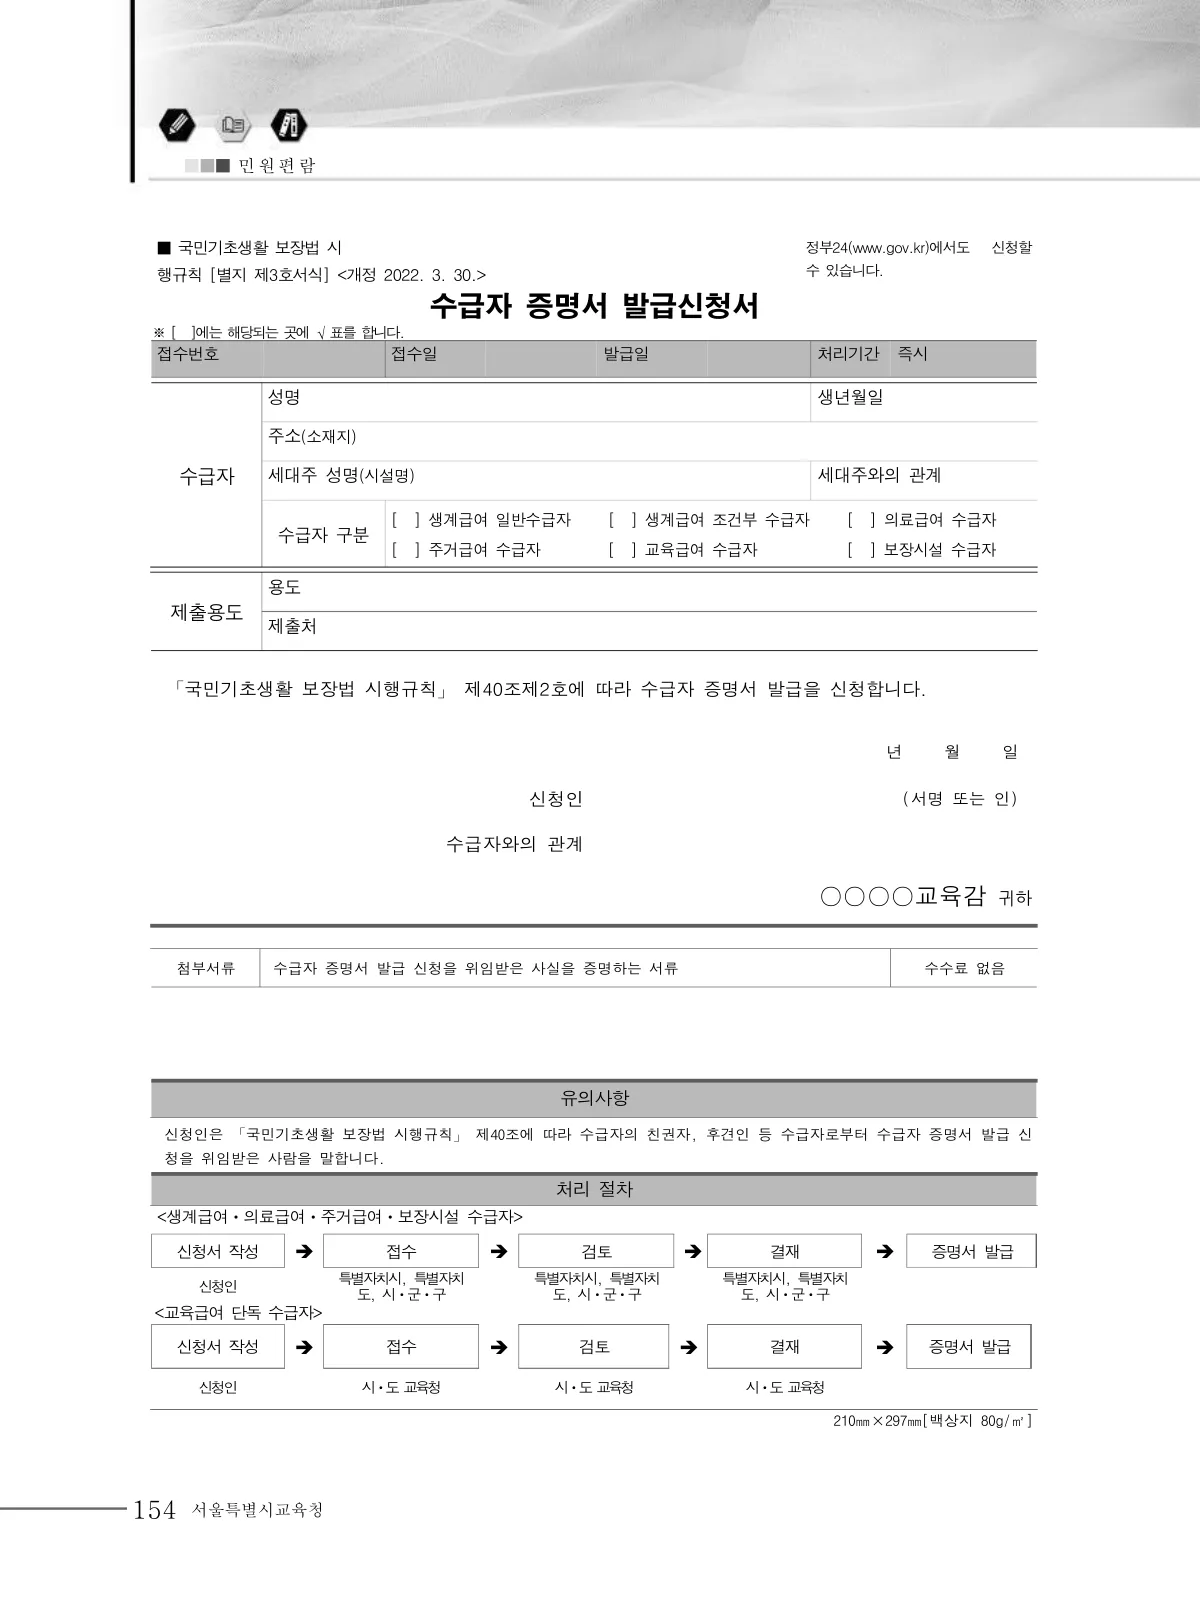 민원편람
■ 국민기초생활 보장법 시
행규칙 [별지 제3호서식] <개정 2022. 3. 30.>
정부24(www.gov.kr)에서도 신청할
수 있습니다.
수급자 증명서 발급신청서
※ [ ]에는 해당되는 곳에 √ 표를 합니다.
접수번호 접수일 발급일 처리기간 즉시
성명 생년월일
주소(소재지)
수급자 세대주 성명(시설명) 세대주와의 관계
수급자 구분
[ ] 생계급여 일반수급자 [ ] 생계급여 조건부 수급자 [ ] 의료급여 수급자
[ ] 주거급여 수급자 [ ] 교육급여 수급자 [ ] 보장시설 수급자
제출용도
용도
제출처
「국민기초생활 보장법 시행규칙」 제40조제2호에 따라 수급자 증명서 발급을 신청합니다.
년 월 일
신청인 (서명 또는 인)
수급자와의 관계
○○○○교육감 귀하
첨부서류 수급자 증명서 발급 신청을 위임받은 사실을 증명하는 서류 수수료 없음
유의사항
신청인은 「국민기초생활 보장법 시행규칙」 제40조에 따라 수급자의 친권자, 후견인 등 수급자로부터 수급자 증명서 발급 신
청을 위임받은 사람을 말합니다.
처리 절차
<생계급여・의료급여・주거급여・보장시설 수급자>
신청서 작성 ➔ 접수 ➔ 검토 ➔ 결재 ➔ 증명서 발급
신청인 특별자치시, 특별자치 특별자치시, 특별자치 특별자치시, 특별자치
도, 시・군・구 도, 시・군・구 도, 시・군・구
<교육급여 단독 수급자>
신청서 작성 ➔ 접수 ➔ 검토 ➔ 결재 ➔ 증명서 발급
신청인 시・도 교육청 시・도 교육청 시・도 교육청
210㎜×297㎜[백상지 80g/㎡]
154 서울특별시교육청